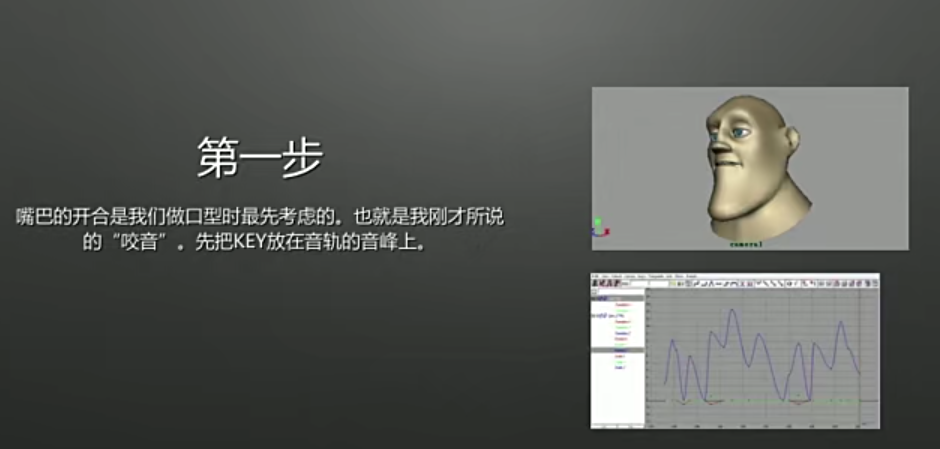 第一步
嘴巴的开合是我们做口型时最先考虑的。也就是我刚才所说
的“咬音”。先把KEY放在音轨的音峰上。
camera1